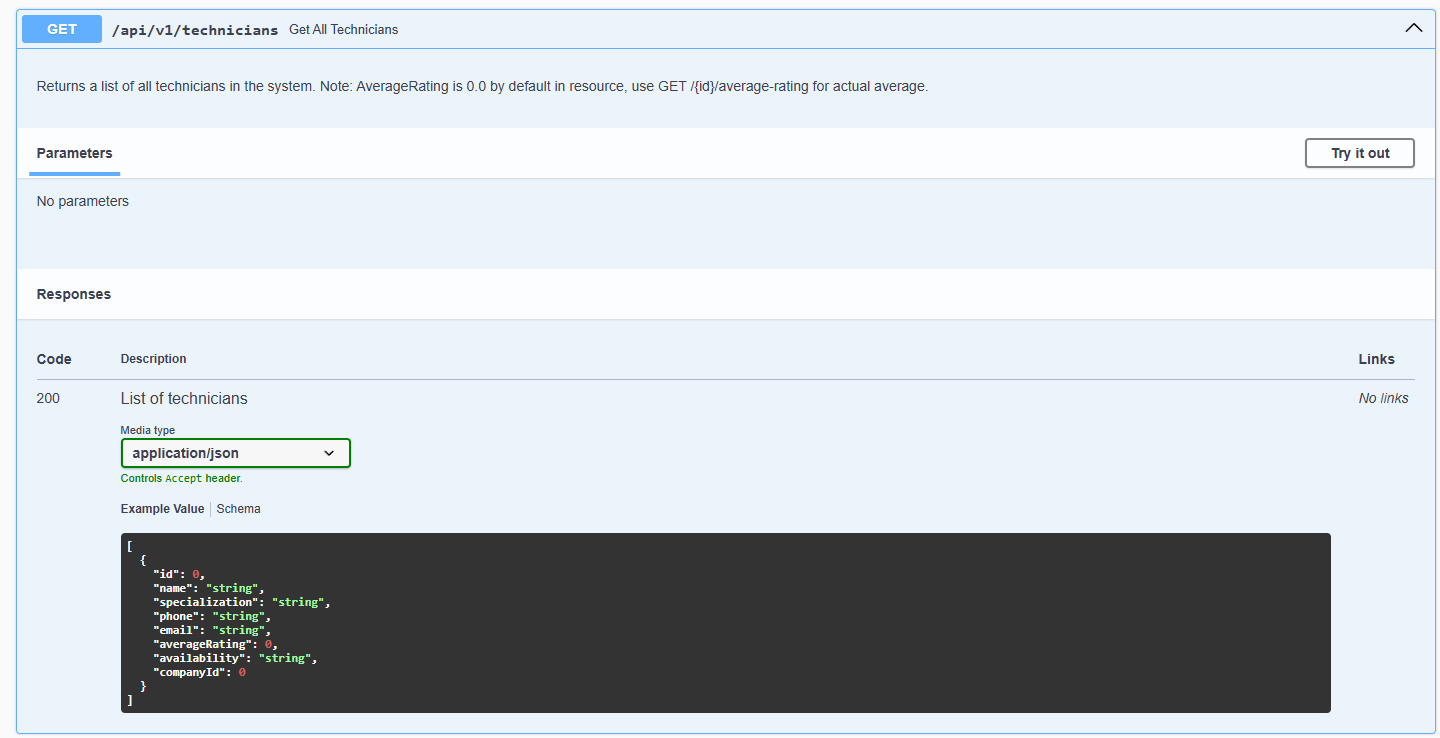 GET /api/v1/technicians Get All Technicians
Returns a list of all technicians in the system. Note: AverageRating is 0.0 by default in resource, use GET /{id}/average-rating for actual average.
Parameters
Try it out
No parameters
Responses
Code Description Links
200 List of technicians No links
Media type
application/json
Controls Accept header.
Example Value Schema
[
  {
    "id": 0,
    "name": "string",
    "specialization": "string",
    "phone": "string",
    "email": "string",
    "averageRating": 0,
    "availability": "string",
    "companyId": 0
  }
]